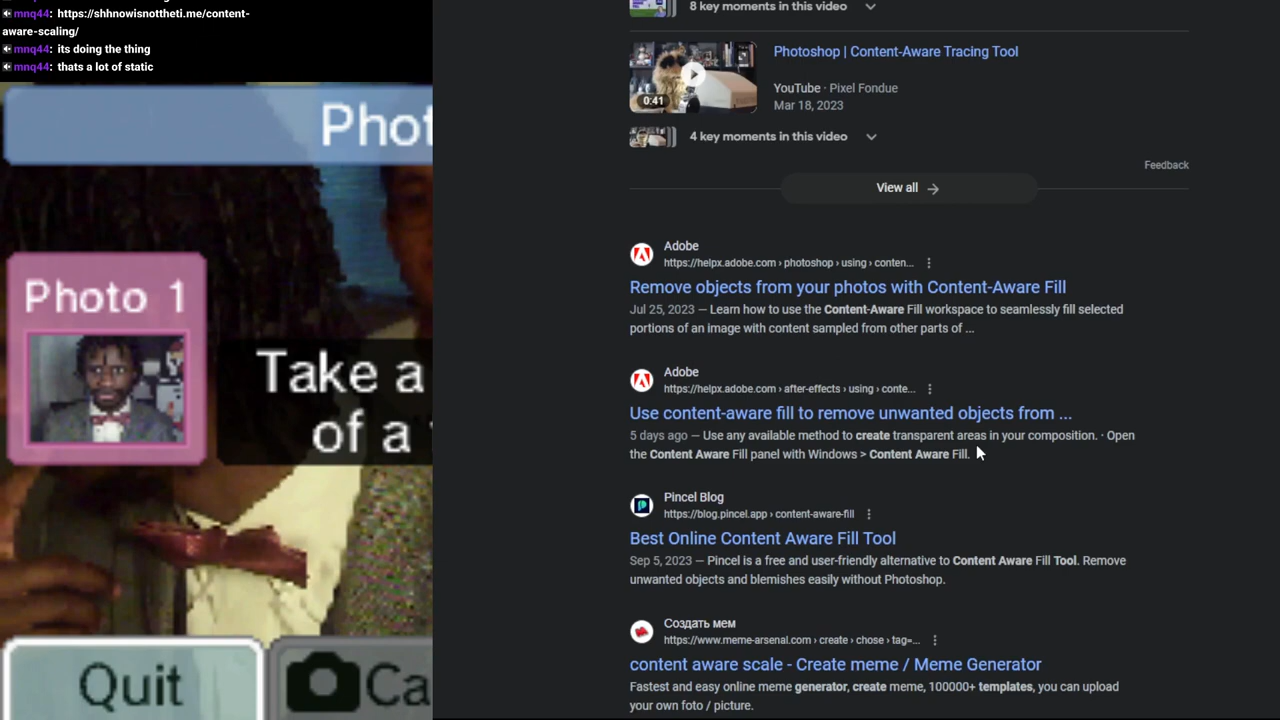 mnq44: https://shhnowisnottheti.me/content-
aware-scaling/
mnq44: its doing the thing
mnq44: thats a lot of static
Phot
Photo 1
Take a
of a
Quit
Ca
8 key moments in this video
Photoshop | Content-Aware Tracing Tool
YouTube · Pixel Fondue
0:41
Mar 18, 2023
4 key moments in this video
Feedback
View all
Adobe
https://helpx.adobe.com › photoshop › using › conten...
Remove objects from your photos with Content-Aware Fill
Jul 25, 2023 — Learn how to use the Content-Aware Fill workspace to seamlessly fill selected
portions of an image with content sampled from other parts of ...
Adobe
https://helpx.adobe.com › after-effects › using › conte...
Use content-aware fill to remove unwanted objects from ...
5 days ago — Use any available method to create transparent areas in your composition. · Open
the Content Aware Fill panel with Windows > Content Aware Fill.
Pincel Blog
https://blog.pincel.app › content-aware-fill
Best Online Content Aware Fill Tool
Sep 5, 2023 — Pincel is a free and user-friendly alternative to Content Aware Fill Tool. Remove
unwanted objects and blemishes easily without Photoshop.
Создать мем
https://www.meme-arsenal.com › create › chose › tag=...
content aware scale - Create meme / Meme Generator
Fastest and easy online meme generator, create meme, 100000+ templates, you can upload
your own foto / picture.